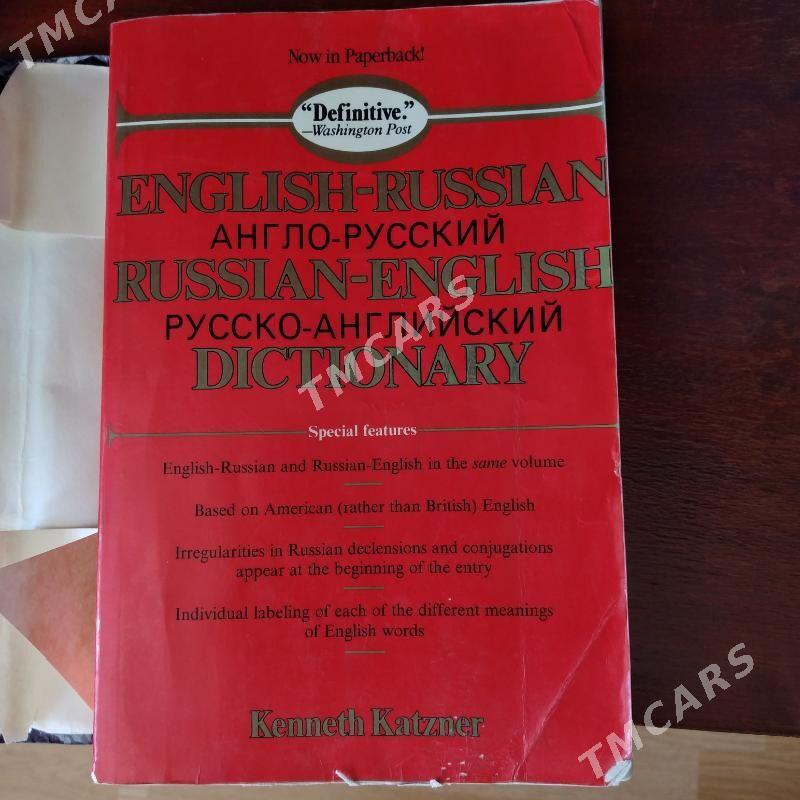 TMCARS
Now in Paperback!
“Definitive.”
—Washington Post
ENGLISH-RUSSIAN
АНГЛО-РУССКИЙ
RUSSIAN-ENGLISH
РУССКО-АНГЛИЙСКИЙ
DICTIONARY
TMCARS
Special features
English-Russian and Russian-English in the same volume
Based on American (rather than British) English
Irregularities in Russian declensions and conjugations
appear at the beginning of the entry
Individual labeling of each of the different meanings
of English words
Kenneth Katzner
TMCARS